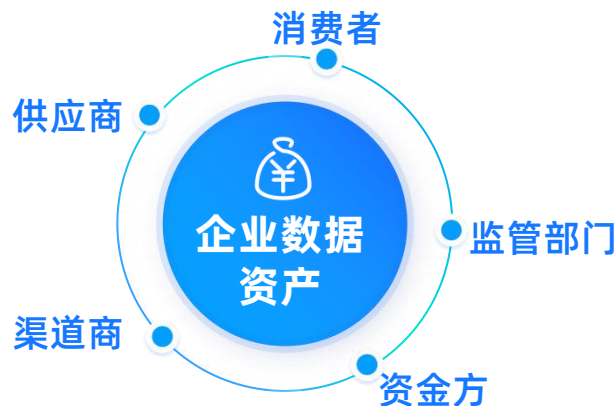 消费者
供应商
企业数据
资产
监管部门
渠道商
资金方